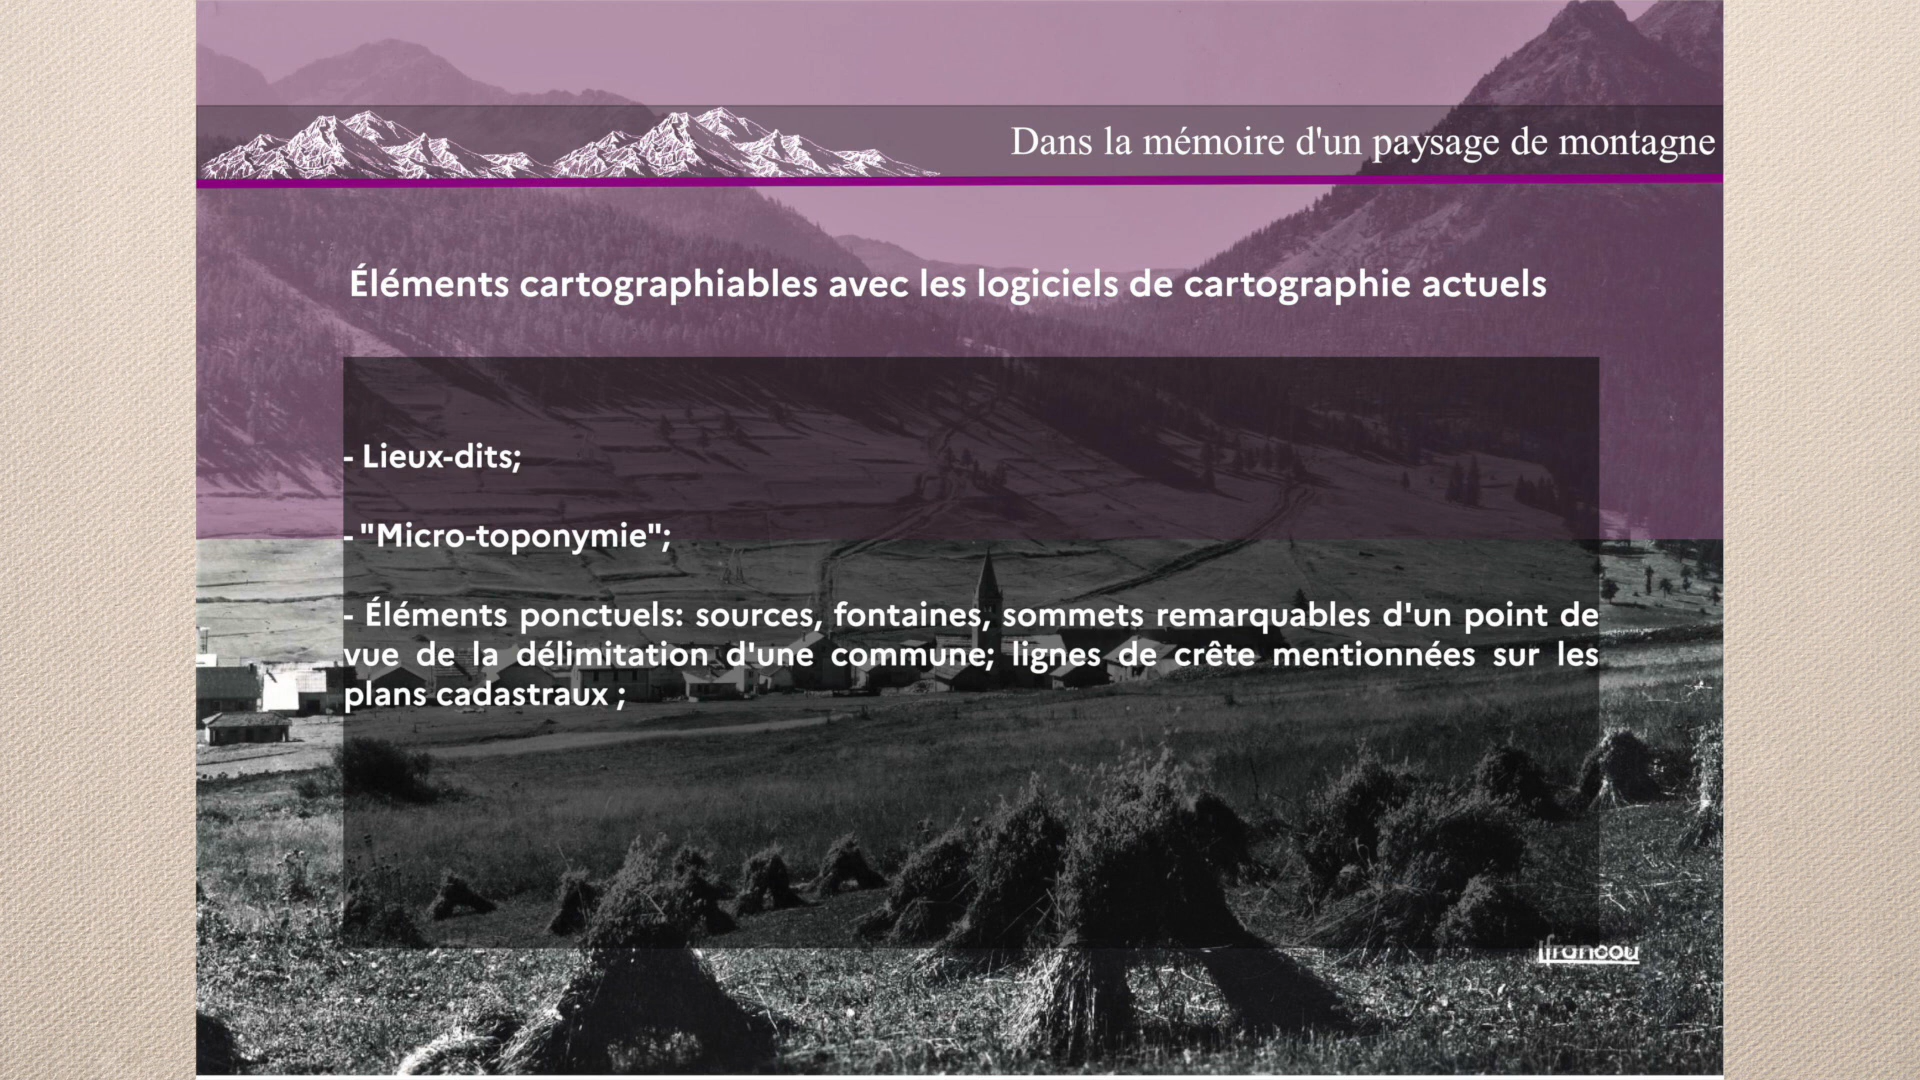 Dans la mémoire d'un paysage de montagne
Éléments cartographiables avec les logiciels de cartographie actuels
- Lieux-dits;
- "Micro-toponymie";
- Éléments ponctuels: sources, fontaines, sommets remarquables d'un point de
vue de la délimitation d'une commune; lignes de crête mentionnées sur les
plans cadastraux ;
francou